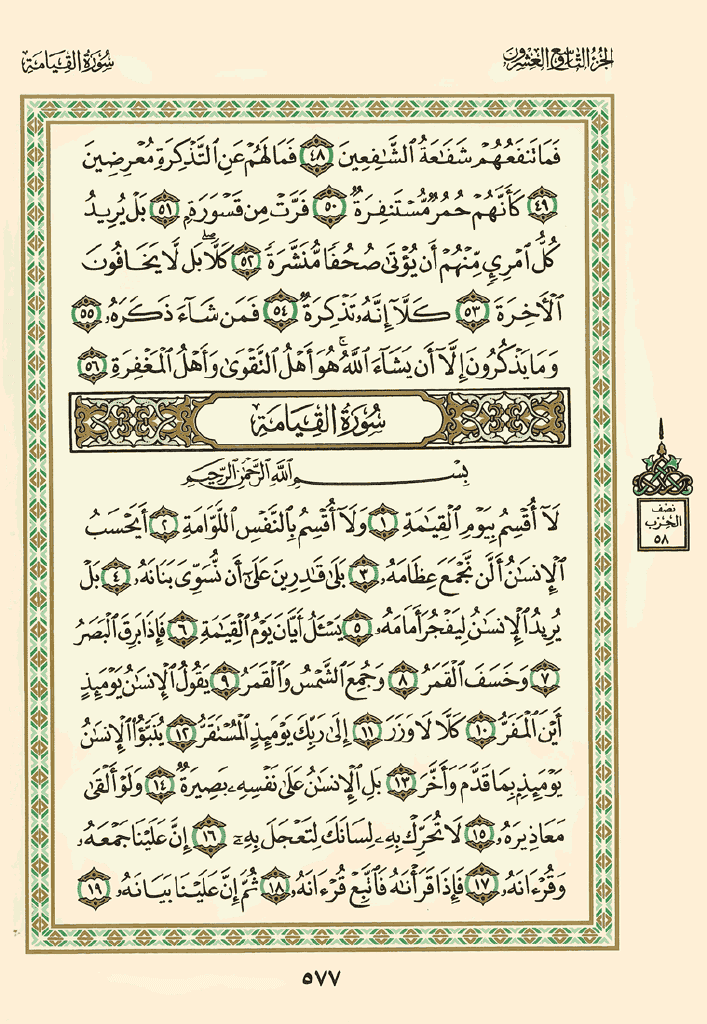 الجزء التاسع والعشرون
سورة القيامة
فَمَا تَنفَعُهُمْ شَفَٰعَةُ ٱلشَّٰفِعِينَ ٤٨ فَمَا لَهُمْ عَنِ ٱلتَّذْكِرَةِ مُعْرِضِينَ
٤٩ كَأَنَّهُمْ حُمُرٌ مُّسْتَنفِرَةٌ ٥٠ فَرَّتْ مِن قَسْوَرَةٍۭ ٥١ بَلْ يُرِيدُ
كُلُّ ٱمْرِئٍ مِّنْهُمْ أَن يُؤْتَىٰ صُحُفًا مُّنَشَّرَةً ٥٢ كَلَّا ۖ بَل لَّا يَخَافُونَ
ٱلْأَخِرَةَ ٥٣ كَلَّآ إِنَّهُۥ تَذْكِرَةٌ ٥٤ فَمَن شَآءَ ذَكَرَهُۥ ٥٥
وَمَا يَذْكُرُونَ إِلَّآ أَن يَشَآءَ ٱللَّهُ ۚ هُوَ أَهْلُ ٱلتَّقْوَىٰ وَأَهْلُ ٱلْمَغْفِرَةِ ٥٦
سورة القيامة
بِسْمِ ٱللَّهِ ٱلرَّحْمَٰنِ ٱلرَّحِيمِ
لَآ أُقْسِمُ بِيَوْمِ ٱلْقِيَٰمَةِ ١ وَلَآ أُقْسِمُ بِٱلنَّفْسِ ٱللَّوَّامَةِ ٢ أَيَحْسَبُ
ٱلْإِنسَٰنُ أَلَّن نَّجْمَعَ عِظَامَهُۥ ٣ بَلَىٰ قَٰدِرِينَ عَلَىٰٓ أَن نُّسَوِّىَ بَنَانَهُۥ ٤ بَلْ
يُرِيدُ ٱلْإِنسَٰنُ لِيَفْجُرَ أَمَامَهُۥ ٥ يَسْـَٔلُ أَيَّانَ يَوْمُ ٱلْقِيَٰمَةِ ٦ فَإِذَا بَرِقَ ٱلْبَصَرُ
٧ وَخَسَفَ ٱلْقَمَرُ ٨ وَجُمِعَ ٱلشَّمْسُ وَٱلْقَمَرُ ٩ يَقُولُ ٱلْإِنسَٰنُ يَوْمَئِذٍ
أَيْنَ ٱلْمَفَرُّ ١٠ كَلَّا لَا وَزَرَ ١١ إِلَىٰ رَبِّكَ يَوْمَئِذٍ ٱلْمُسْتَقَرُّ ١٢ يُنَبَّؤُا۟ ٱلْإِنسَٰنُ
يَوْمَئِذٍۭ بِمَا قَدَّمَ وَأَخَّرَ ١٣ بَلِ ٱلْإِنسَٰنُ عَلَىٰ نَفْسِهِۦ بَصِيرَةٌ ١٤ وَلَوْ أَلْقَىٰ
مَعَاذِيرَهُۥ ١٥ لَا تُحَرِّكْ بِهِۦ لِسَانَكَ لِتَعْجَلَ بِهِۦٓ ١٦ إِنَّ عَلَيْنَا جَمْعَهُۥ
وَقُرْءَانَهُۥ ١٧ فَإِذَا قَرَأْنَٰهُ فَٱتَّبِعْ قُرْءَانَهُۥ ١٨ ثُمَّ إِنَّ عَلَيْنَا بَيَانَهُۥ ١٩
نصف
الحزب
٥٨
٥٧٧